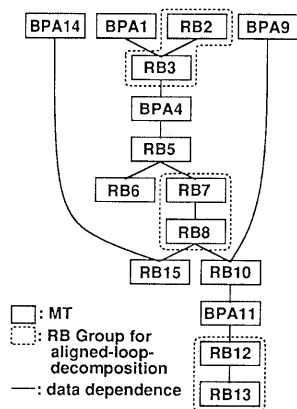 BPA14 BPA1 RB2 BPA9
RB3
BPA4
RB5
RB6 RB7
RB8
RB15 RB10
BPA11
RB12
RB13
: MT
: RB Group for
aligned-loop-
decomposition
: data dependence